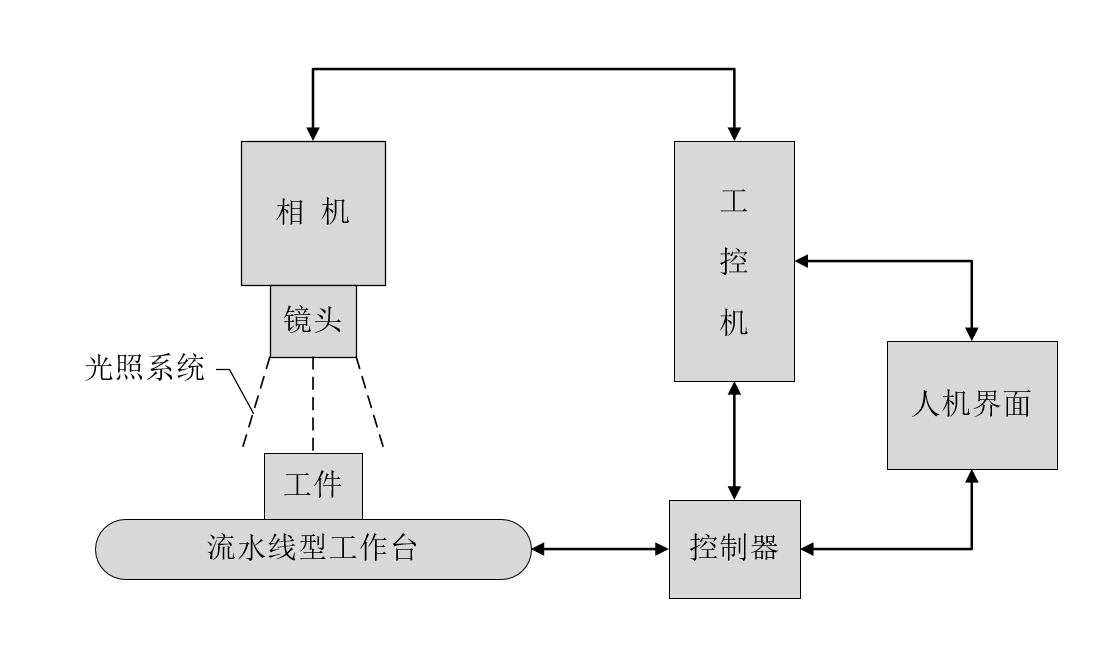 相 机
工
控
机
镜头
光照系统
人机界面
工件
流水线型工作台
控制器